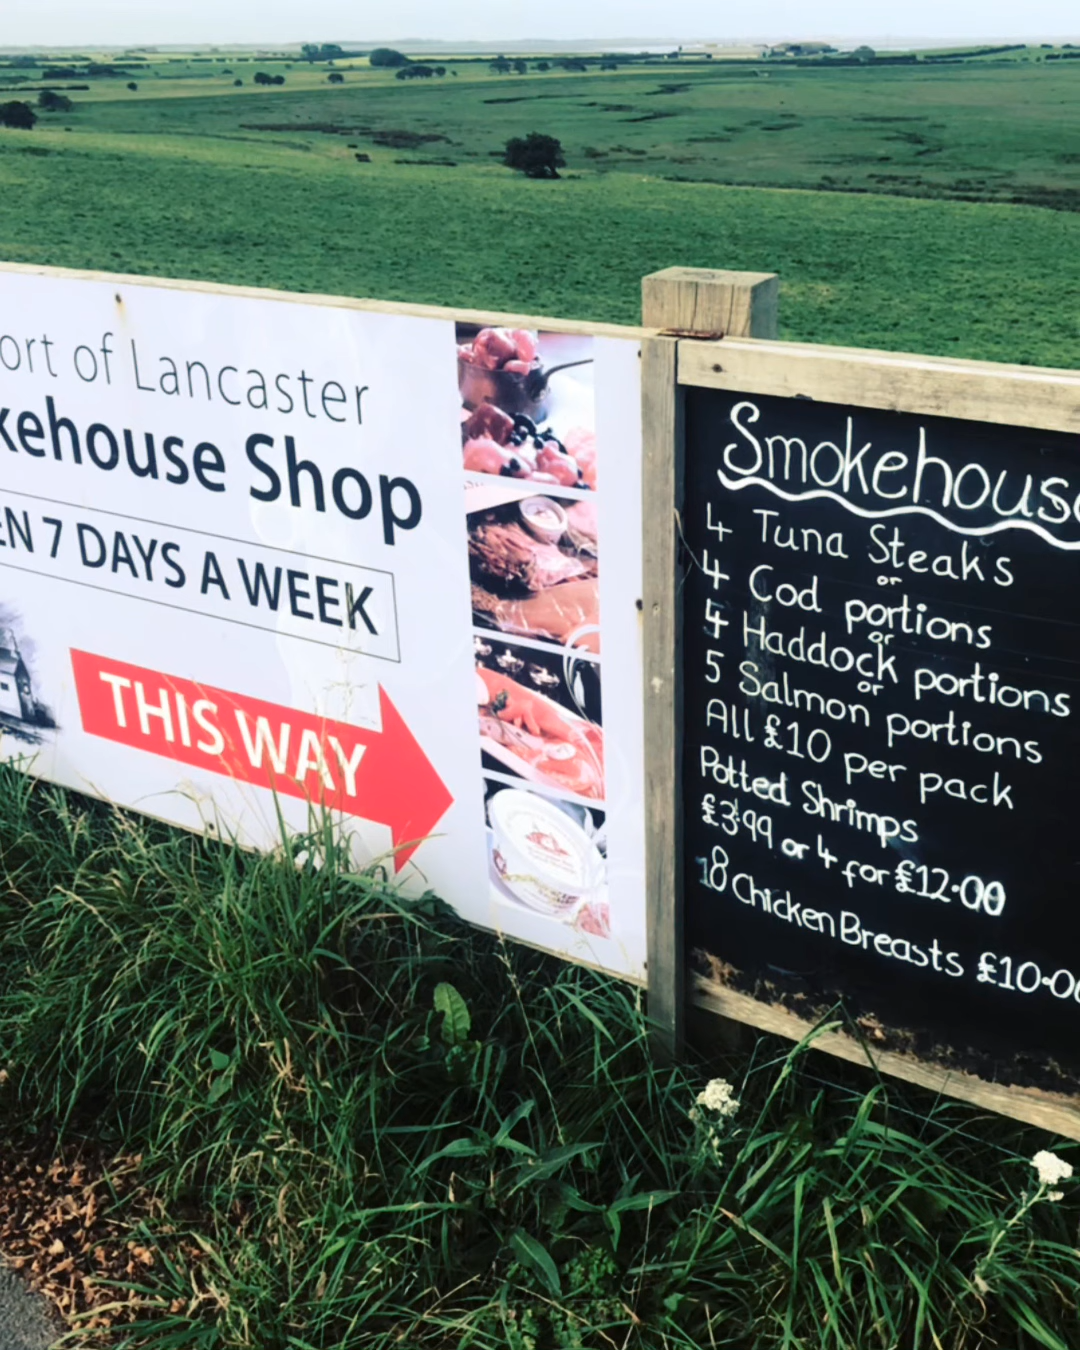 ort of Lancaster
kehouse Shop
EN 7 DAYS A WEEK
THIS WAY
Smokehouse
4 Tuna Steaks
or
4 Cod portions
or
4 Haddock portions
or
5 Salmon portions
All £10 per pack
Potted Shrimps
£3.99 or 4 for £12.00
18 Chicken Breasts £10.00